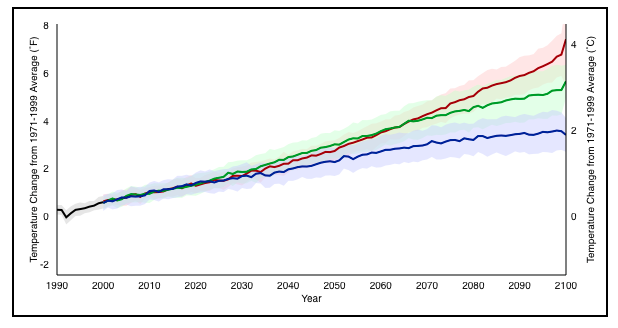 Temperature Change from 1971-1999 Average (˚F)
8
6
4
2
0
-2
4
2
0
Temperature Change from 1971-1999 Average (˚C)
1990 2000 2010 2020 2030 2040 2050 2060 2070 2080 2090 2100
Year